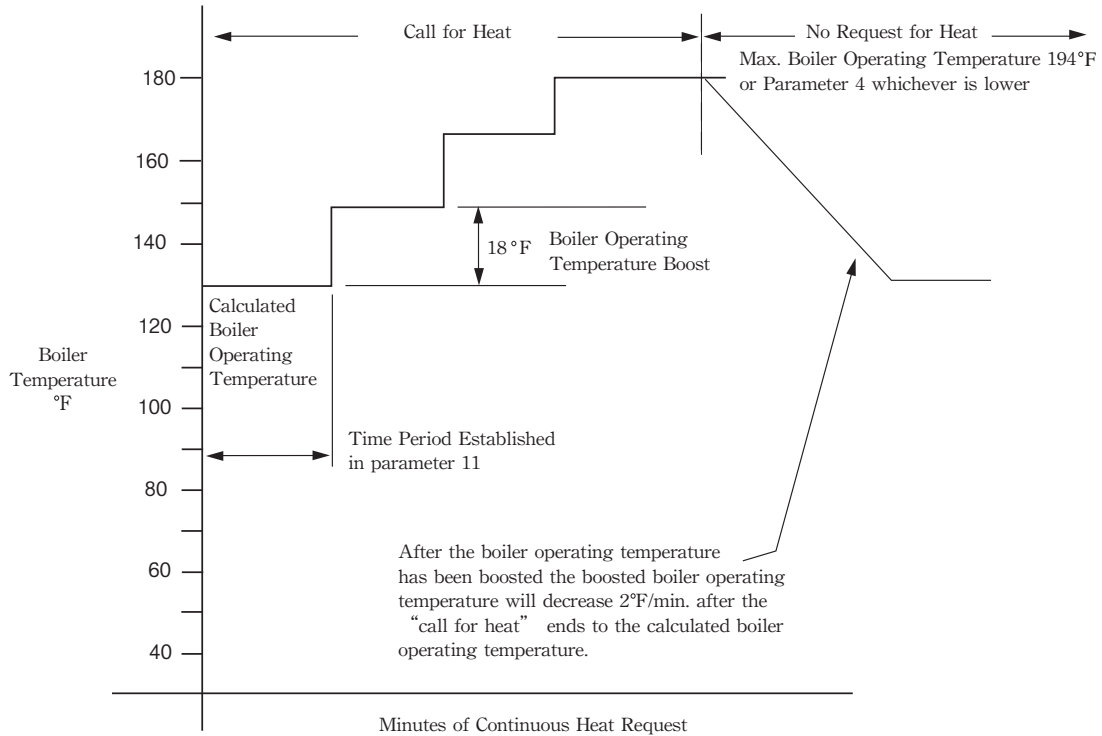 Call for Heat
No Request for Heat
Max. Boiler Operating Temperature 194°F
or Parameter 4 whichever is lower
180
160
140
120
100
80
60
40
Boiler
Temperature
°F
18°F
Boiler Operating
Temperature Boost
Calculated
Boiler
Operating
Temperature
Time Period Established
in parameter 11
After the boiler operating temperature
has been boosted the boosted boiler operating
temperature will decrease 2°F/min. after the
“call for heat” ends to the calculated boiler
operating temperature.
Minutes of Continuous Heat Request